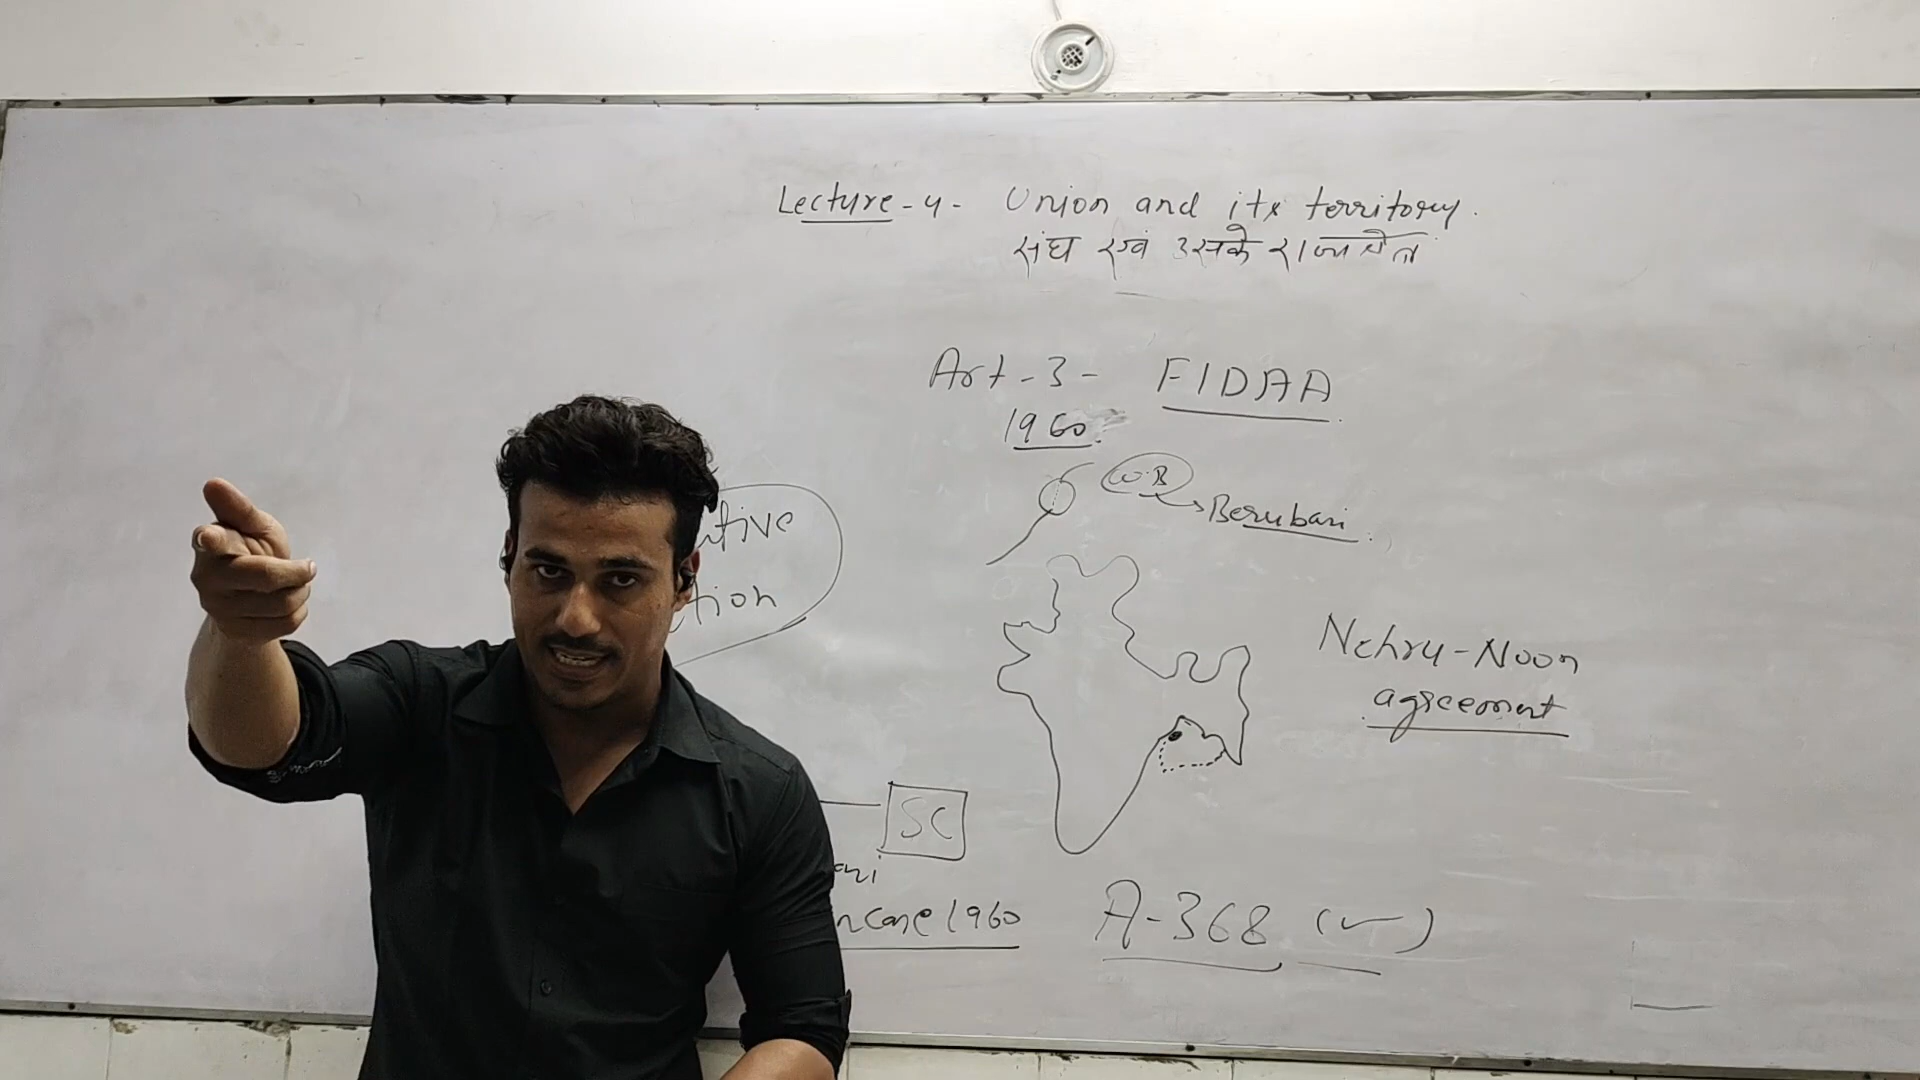 Lecture-4- Union and its territory.
संघ एवं उसके राज्यक्षेत्र
Art-3- FIDAA
1960.
W.B
Berubari.
Nehru-Noon
agreement
SC
case 1960
A-368 (✓)